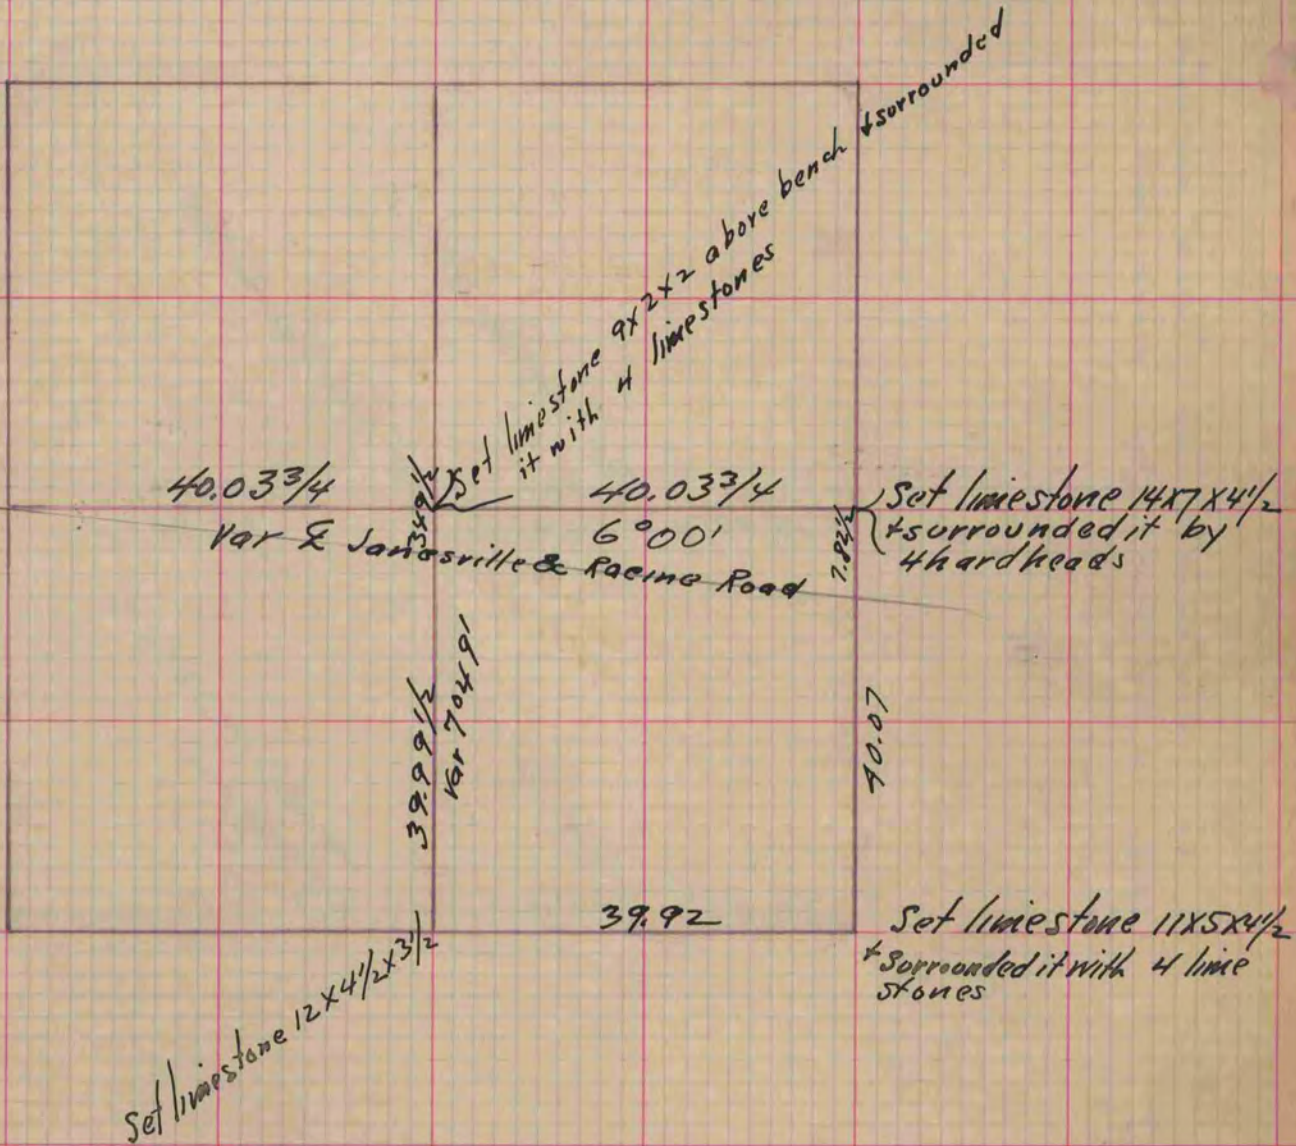 Set limestone 9x2x2 above bench & surrounded
it with 4 limestones
40.03 3/4
40.03 3/4
Set limestone 14x7x4 1/2
& surrounded it by
4 hardheads
Var
6°00'
Janesville & Racine Road
7.82 1/2
39.99 1/2
Var 7°49'
40.07
39.92
Set limestone 11x5x4 1/2
& Surrounded it with 4 lime
stones
Set limestone 12x4 1/2x3 1/2